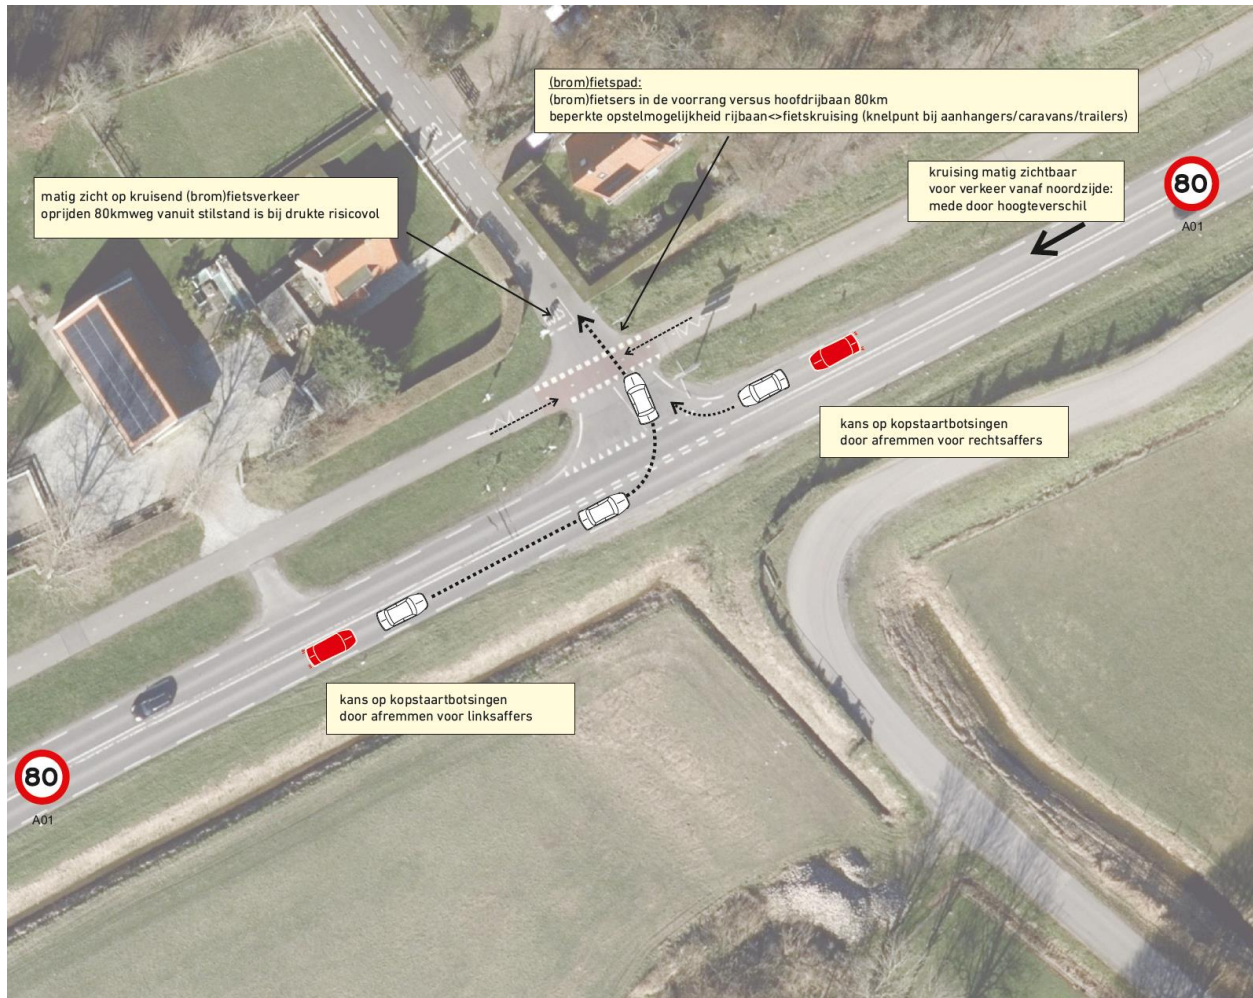 (brom)fietspad:
(brom)fietsers in de voorrang versus hoofdrijbaan 80km
beperkte opstelmogelijkheid rijbaan<>fietskruising (knelpunt bij aanhangers/caravans/trailers)
kruising matig zichtbaar
voor verkeer vanaf noordzijde:
mede door hoogteverschil
80
A01
matig zicht op kruisend (brom)fietsverkeer
oprijden 80kmweg vanuit stilstand is bij drukte risicovol
kans op kopstaartbotsingen
door afremmen voor rechtsaffers
kans op kopstaartbotsingen
door afremmen voor linksaffers
80
A01